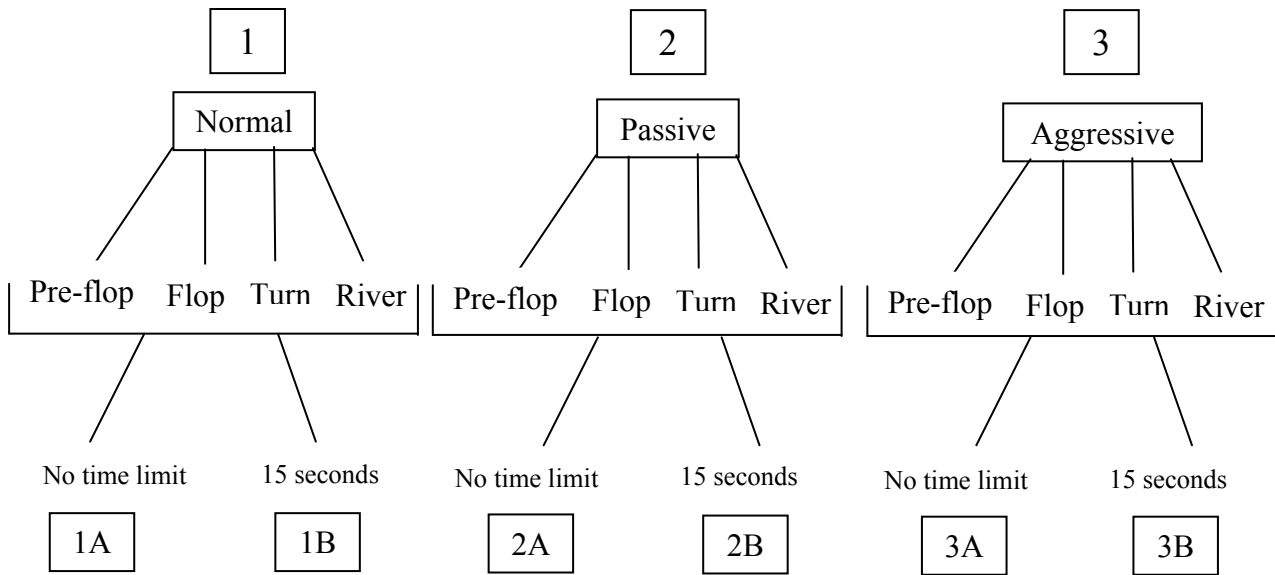 1 2 3
Normal Passive Aggressive
Pre-flop Flop Turn River Pre-flop Flop Turn River Pre-flop Flop Turn River
No time limit 15 seconds No time limit 15 seconds No time limit 15 seconds
1A 1B 2A 2B 3A 3B